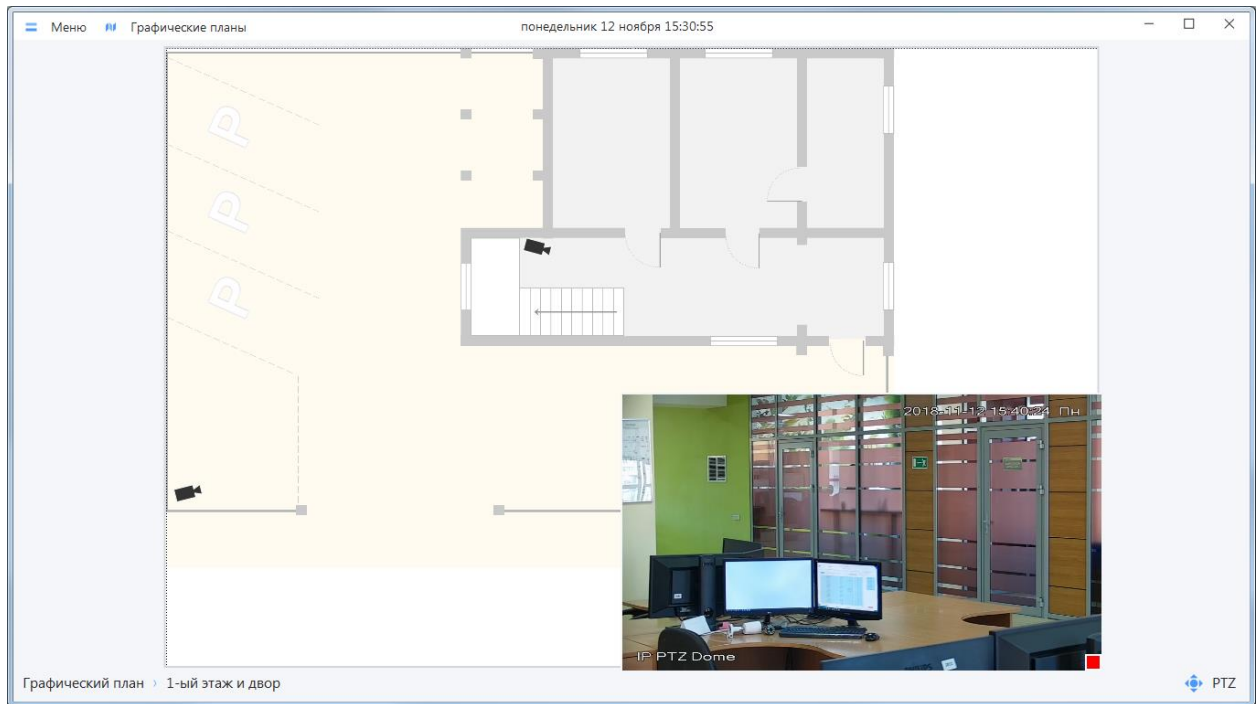 Меню Графические планы понедельник 12 ноября 15:30:55
P
P
P
2018-11-12 15:40:24 Пн
IP PTZ Dome
PHILIPS
Графический план › 1-ый этаж и двор
PTZ